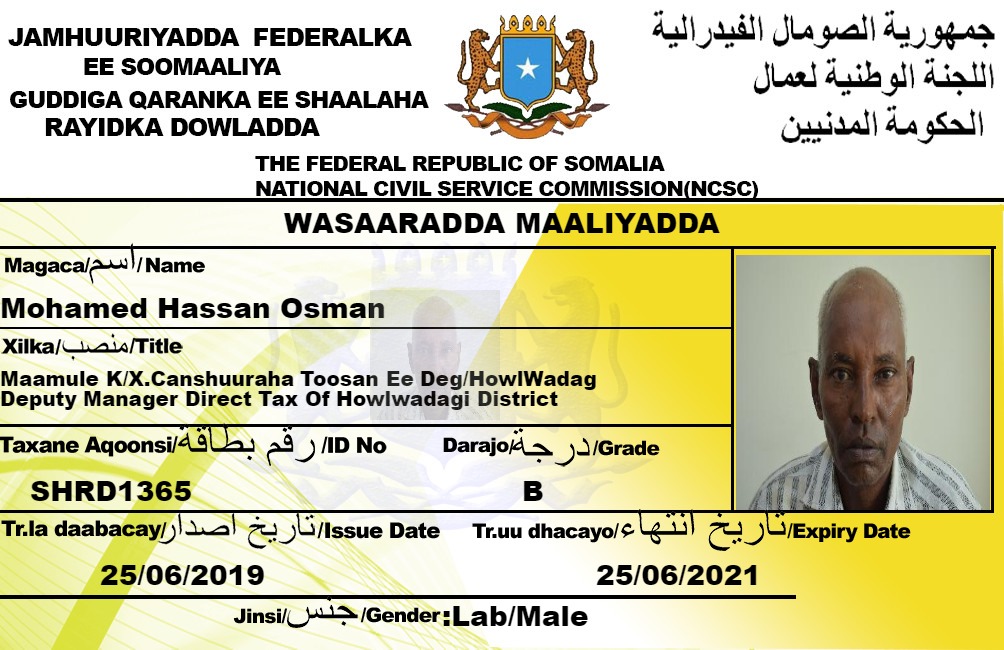 JAMHUURIYADDA FEDERALKA
EE SOOMAALIYA
GUDDIGA QARANKA EE SHAALAHA
RAYIDKA DOWLADDA
جمهورية الصومال الفيدرالية
اللجنة الوطنية لعمال
الحكومة المدنيين
THE FEDERAL REPUBLIC OF SOMALIA
NATIONAL CIVIL SERVICE COMMISSION(NCSC)
WASAARADDA MAALIYADDA
Magaca/اسم/Name
Mohamed Hassan Osman
Xilka/منصب/Title
Maamule K/X.Canshuuraha Toosan Ee Deg/HowlWadag
Deputy Manager Direct Tax Of Howlwadagi District
Taxane Aqoonsi/رقم بطاقة/ID No Darajo/درجة/Grade
SHRD1365 B
Tr.la daabacay/تاريخ اصدار/Issue Date Tr.uu dhacayo/تاريخ انتهاء/Expiry Date
25/06/2019 25/06/2021
Jinsi/جنس/Gender:Lab/Male